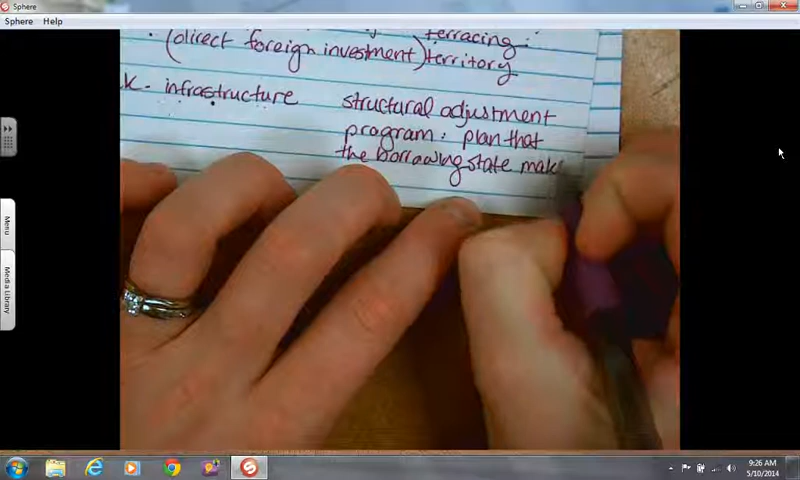 Sphere
Sphere Help
terracing:
(direct foreign investment) territory
K. infrastructure
structural adjustment
program: plan that
the borrowing state mak
Menu
Media Library
9:26 AM
5/10/2014